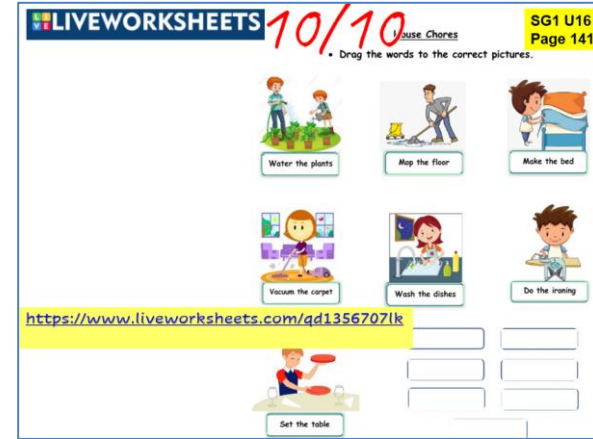 LIVE LIVEWORKSHEETS
10/10
SG1 U16
Page 141
House Chores
• Drag the words to the correct pictures.
Water the plants
Mop the floor
Make the bed
Vacuum the carpet
Wash the dishes
Do the ironing
https://www.liveworksheets.com/qd1356707lk
Set the table